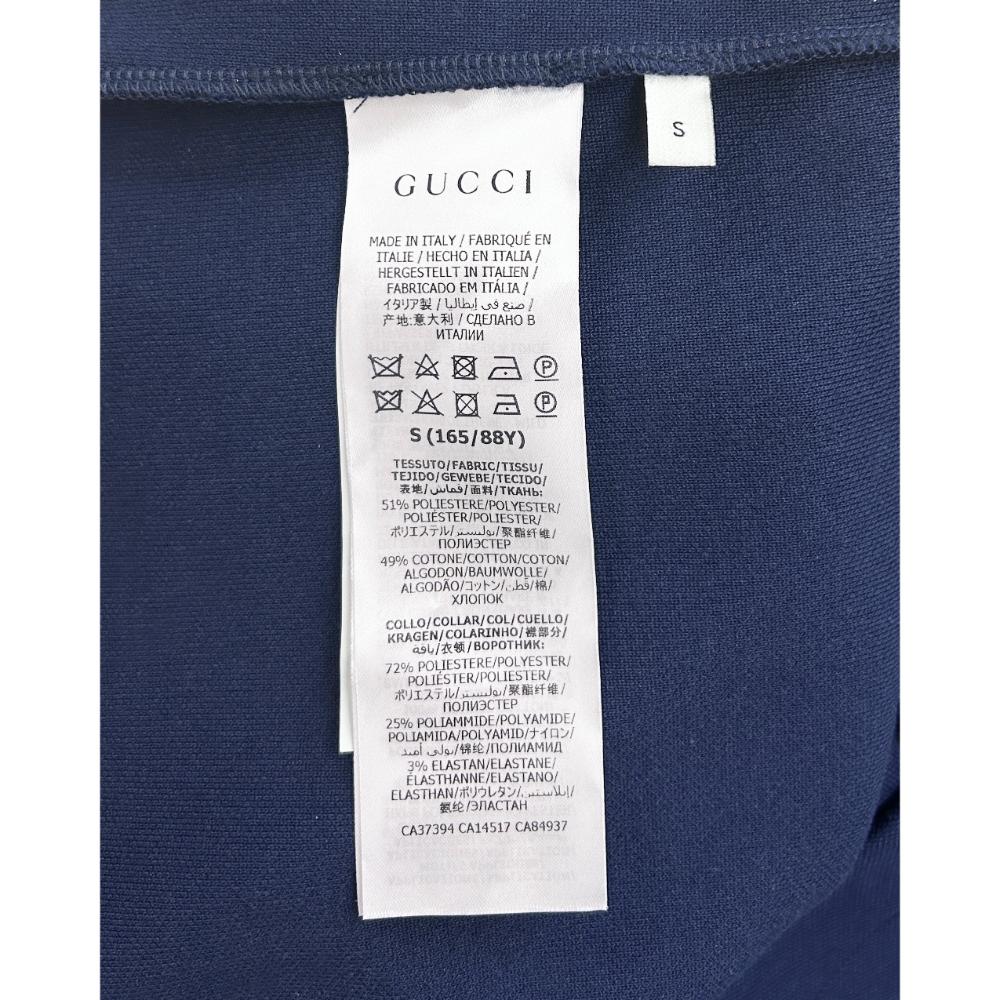 GUCCI
S
MADE IN ITALY / FABRIQUÉ EN
ITALIE / HECHO EN ITALIA /
HERGESTELLT IN ITALIEN /
FABRICADO EM ITÁLIA /
イタリア製 / صنع في إيطاليا /
产地:意大利 / СДЕЛАНО В
ИТАЛИИ
P
P
S (165/88Y)
TESSUTO/FABRIC/TISSU/
TEJIDO/GEWEBE/TECIDO/
表地/قماش/面料/ТКАНЬ:
51% POLIESTERE/POLYESTER/
POLIÉSTER/POLIESTER/
ポリエステル/بوليستر/聚酯纤维/
ПОЛИЭСТЕР
49% COTONE/COTTON/COTON/
ALGODON/BAUMWOLLE/
ALGODÃO/コットン/قطن/棉/
ХЛОПОК
COLLO/COLLAR/COL/CUELLO/
KRAGEN/COLARINHO/襟部分/
ياقة/衣领/ВОРОТНИК:
72% POLIESTERE/POLYESTER/
POLIÉSTER/POLIESTER/
ポリエステル/بوليستر/聚酯纤维/
ПОЛИЭСТЕР
25% POLIAMMIDE/POLYAMIDE/
POLIAMIDA/POLYAMID/ナイロン/
بولي أميد/锦纶/ПОЛИАМИД
3% ELASTAN/ELASTANE/
ÉLASTHANNE/ELASTANO/
ELASTHAN/ポリウレタン/إيلاستين/
氨纶/ЭЛАСТАН
CA37394 CA14517 CA84937